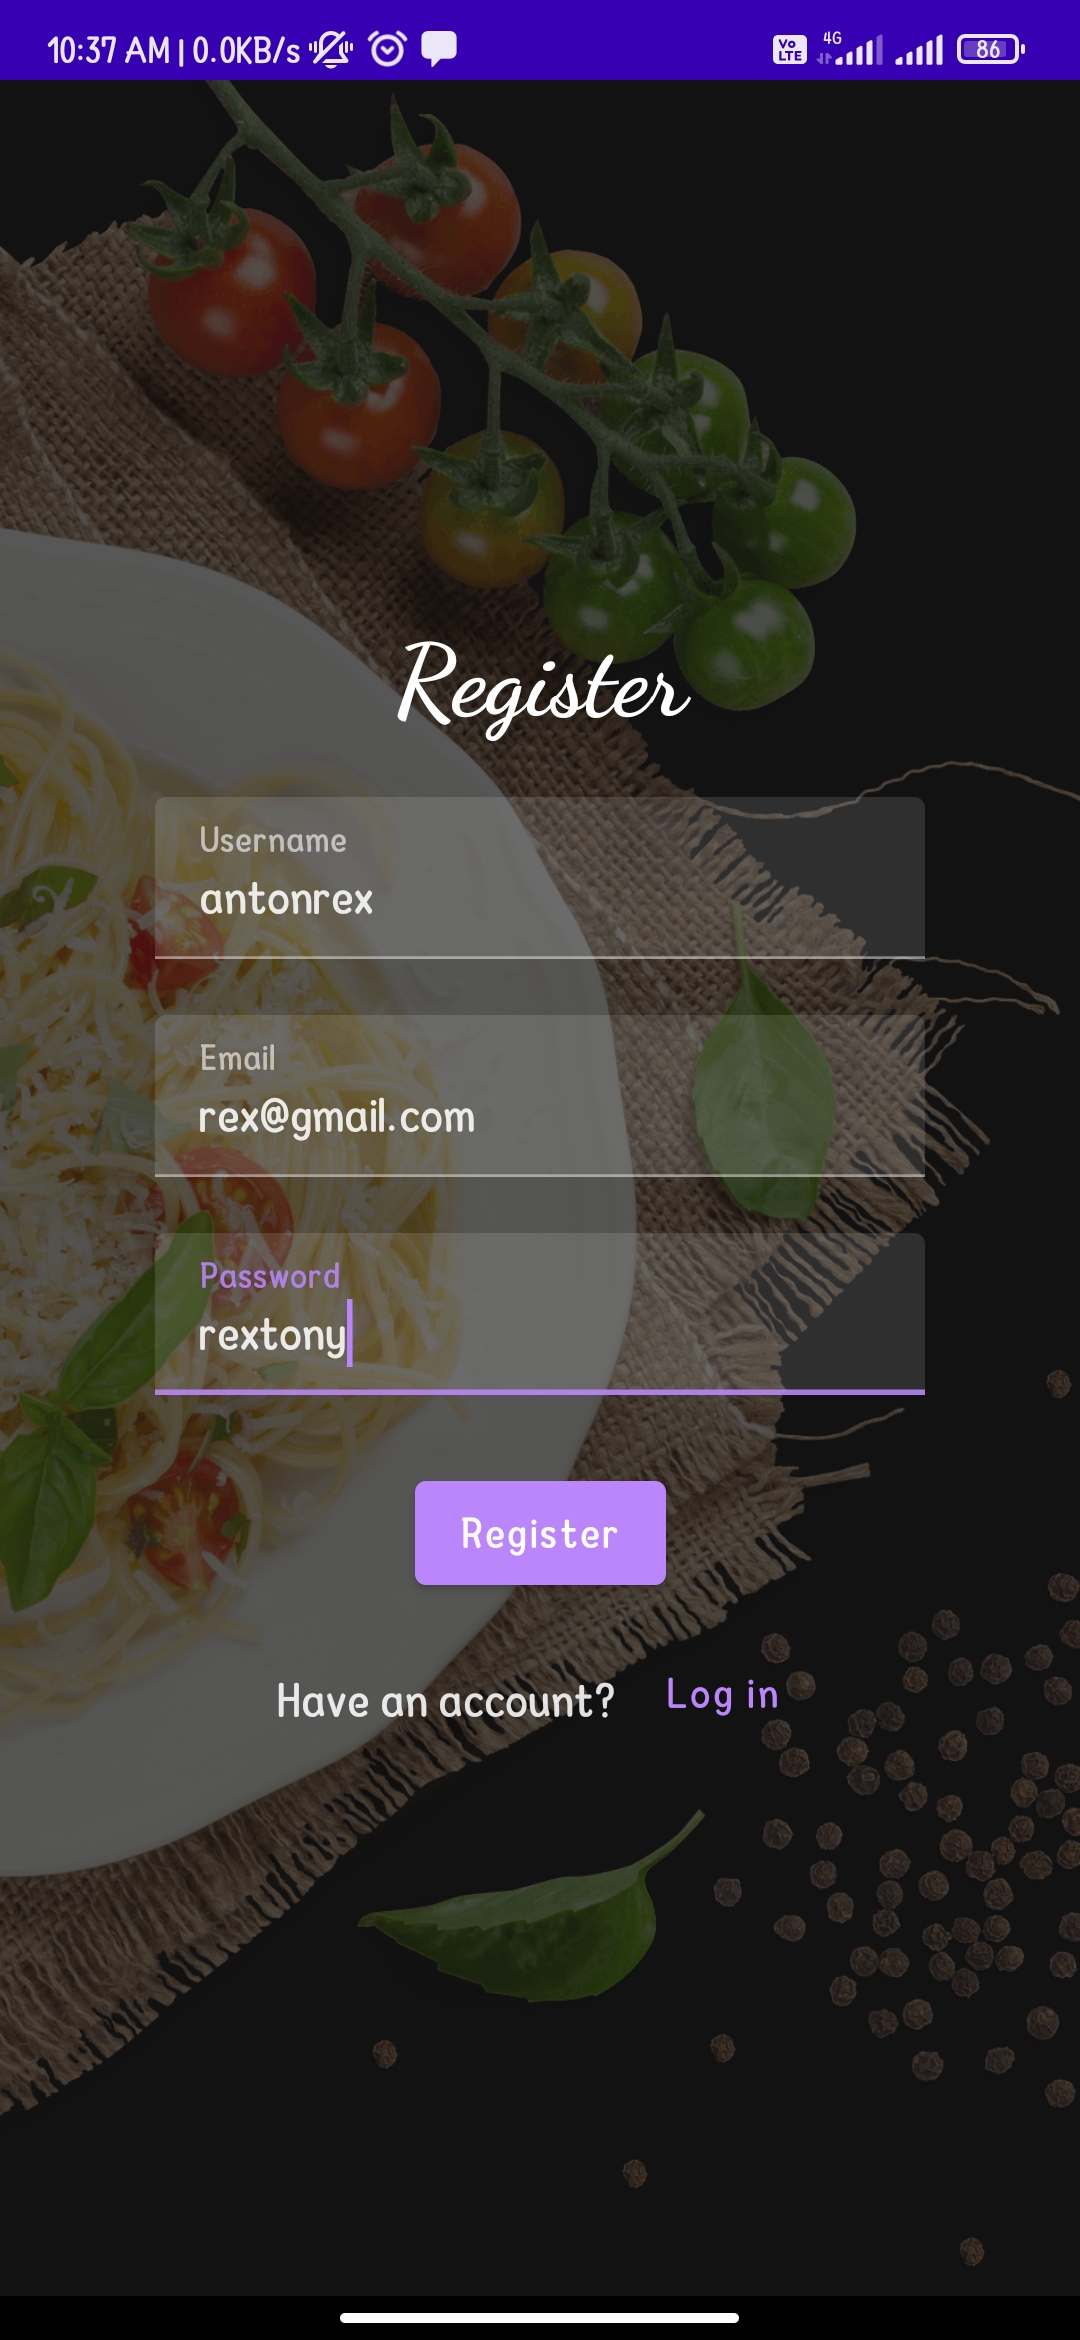 10:37 AM | 0.0KB/s Vo LTE 4G 86
Register
Username
antonrex
Email
rex@gmail.com
Password
rextony
Register
Have an account? Log in